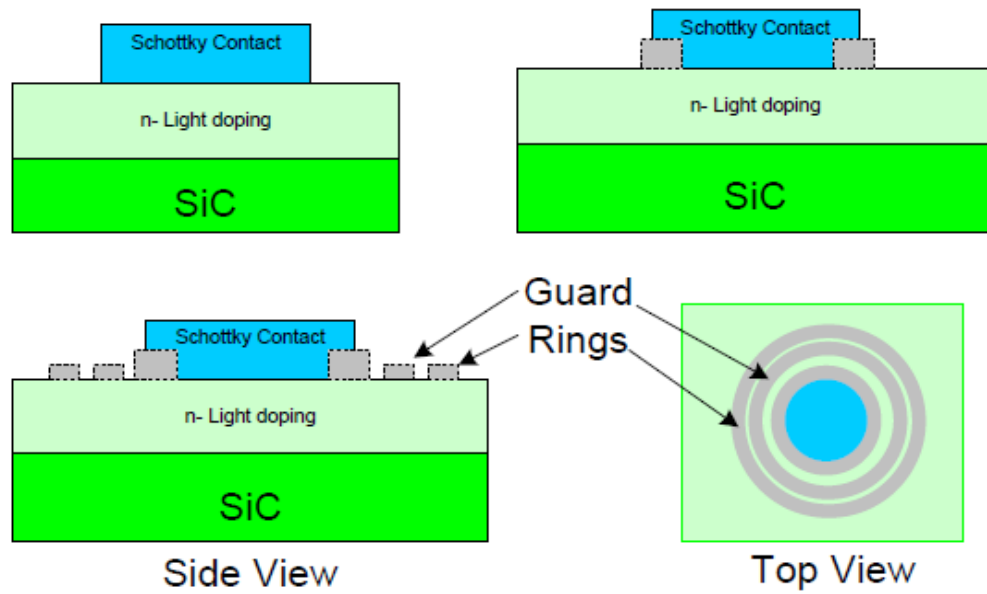 Schottky Contact
n- Light doping
SiC
Schottky Contact
n- Light doping
SiC
Guard
Rings
Schottky Contact
n- Light doping
SiC
Side View
Top View